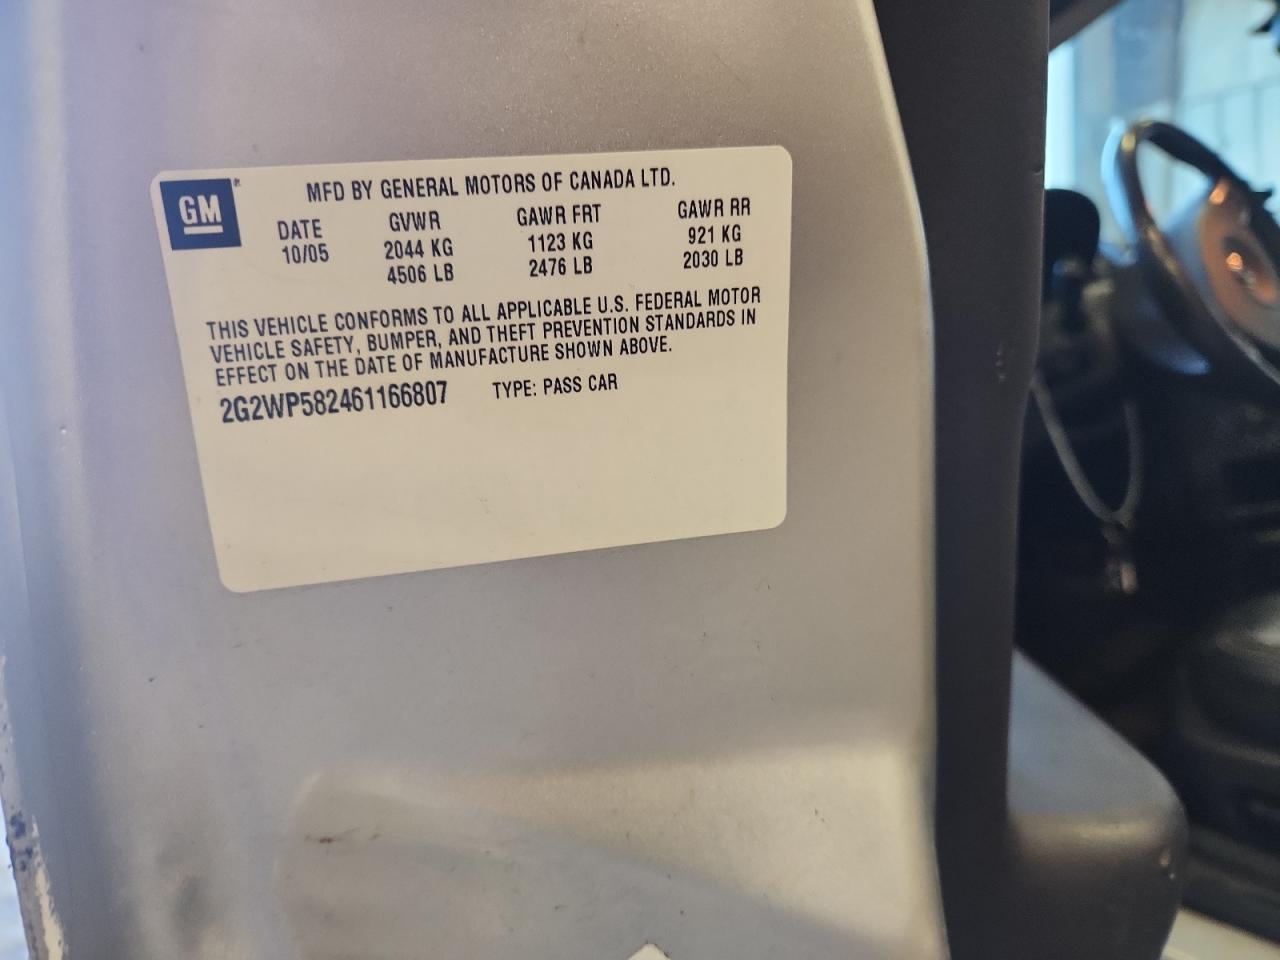 GM
MFD BY GENERAL MOTORS OF CANADA LTD.
DATE GVWR GAWR FRT GAWR RR
10/05 2044 KG 1123 KG 921 KG
4506 LB 2476 LB 2030 LB
THIS VEHICLE CONFORMS TO ALL APPLICABLE U.S. FEDERAL MOTOR
VEHICLE SAFETY, BUMPER, AND THEFT PREVENTION STANDARDS IN
EFFECT ON THE DATE OF MANUFACTURE SHOWN ABOVE.
2G2WP582461166807 TYPE: PASS CAR